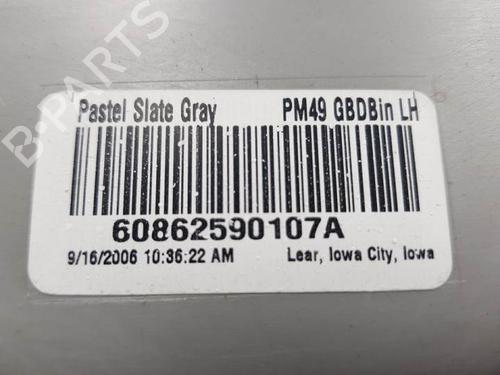 Pastel Slate Gray PM49 GBDBin LH
60862590107A
9/16/2006 10:36:22 AM Lear, Iowa City, Iowa
B-PARTS